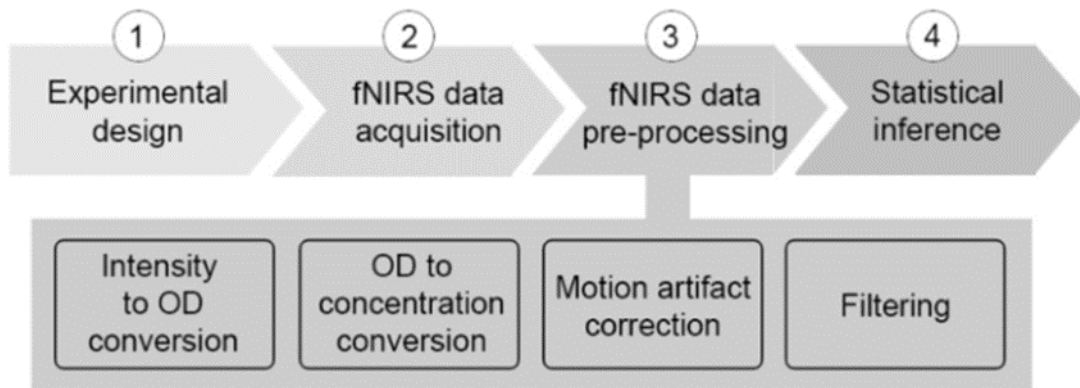 1
Experimental
design
2
fNIRS data
acquisition
3
fNIRS data
pre-processing
4
Statistical
inference
Intensity
to OD
conversion
OD to
concentration
conversion
Motion artifact
correction
Filtering